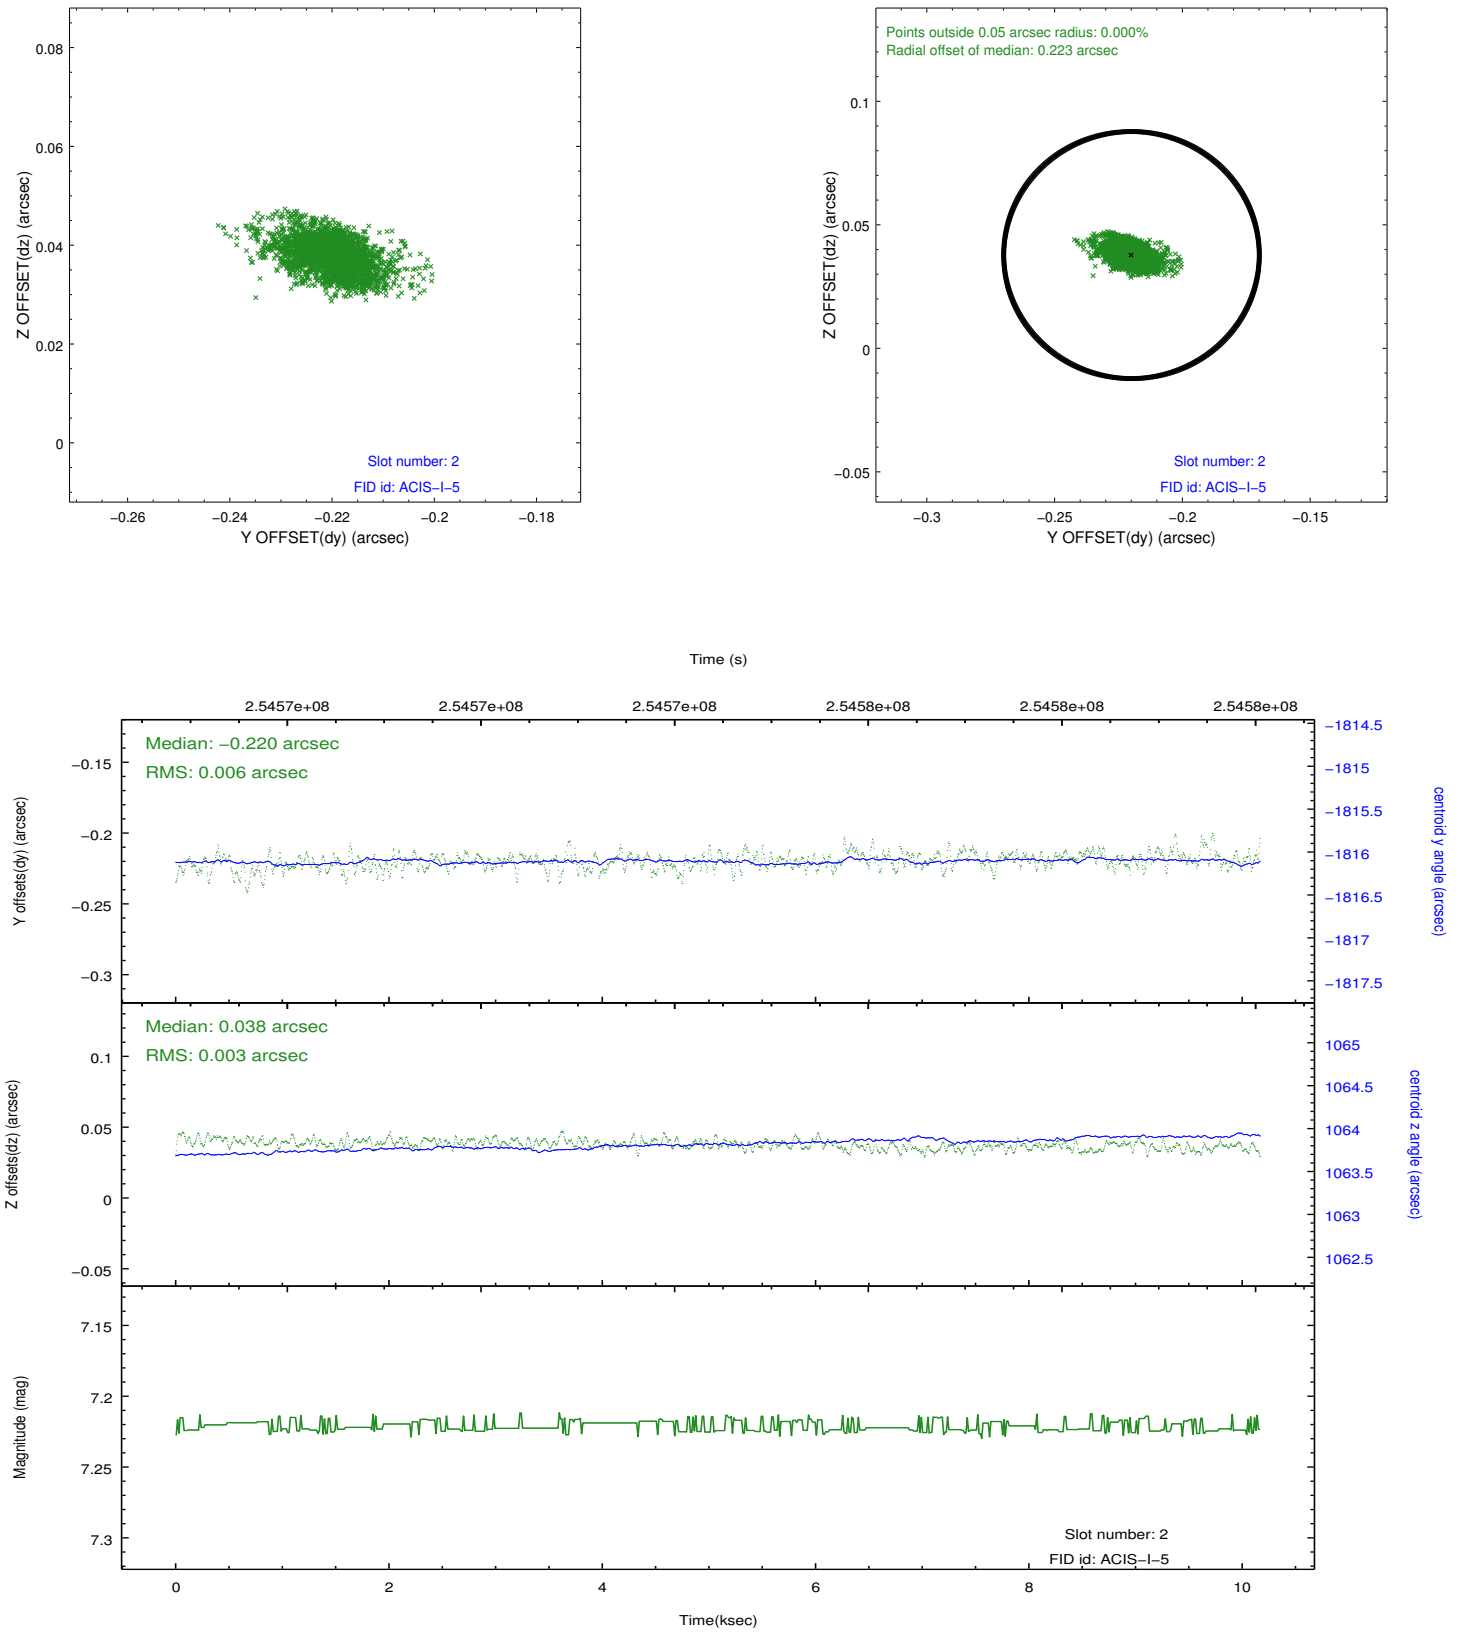 0.08
0.06
0.04
0.02
0
Z OFFSET(dz) (arcsec)
−0.26
−0.24
−0.22
−0.2
−0.18
Y OFFSET(dy) (arcsec)
Slot number: 2
FID id: ACIS−I−5
Points outside 0.05 arcsec radius: 0.000%
Radial offset of median: 0.223 arcsec
0.1
0.05
0
−0.05
Z OFFSET(dz) (arcsec)
−0.3
−0.25
−0.2
−0.15
Y OFFSET(dy) (arcsec)
Slot number: 2
FID id: ACIS−I−5
Time (s)
2.5457e+08
2.5457e+08
2.5457e+08
2.5458e+08
2.5458e+08
2.5458e+08
Median: −0.220 arcsec
RMS: 0.006 arcsec
−0.15
−0.2
−0.25
−0.3
Y offsets(dy) (arcsec)
−1814.5
−1815
−1815.5
−1816
−1816.5
−1817
−1817.5
centroid y angle (arcsec)
Median: 0.038 arcsec
RMS: 0.003 arcsec
0.1
0.05
0
−0.05
Z offsets(dz) (arcsec)
1065
1064.5
1064
1063.5
1063
1062.5
centroid z angle (arcsec)
7.15
7.2
7.25
7.3
Magnitude (mag)
Slot number: 2
FID id: ACIS−I−5
0
2
4
6
8
10
Time(ksec)